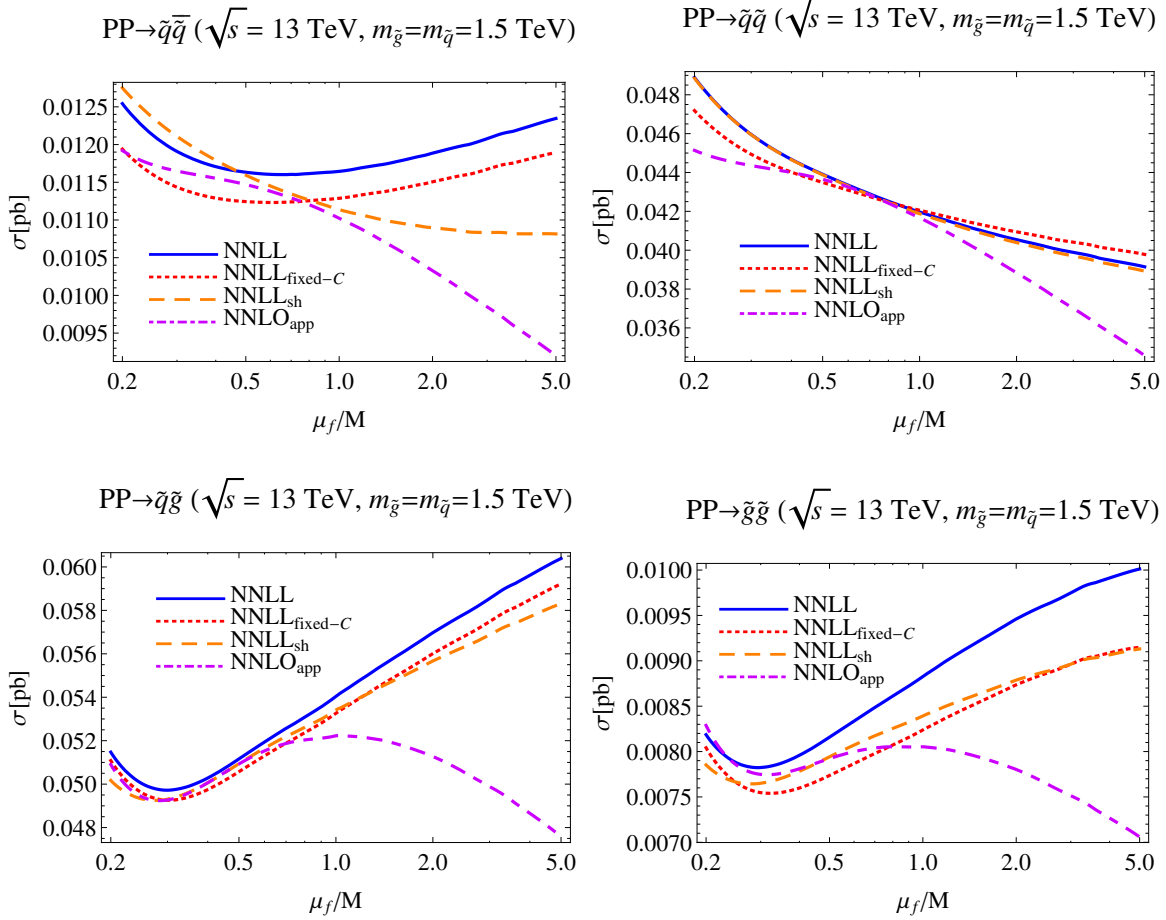 PP→q̃q̃̅ (√s = 13 TeV, m_g̃=m_q̃=1.5 TeV)
0.0125
0.0120
0.0115
0.0110
0.0105
0.0100
0.0095
σ[pb]
NNLL
NNLL_fixed−C
NNLL_sh
NNLO_app
0.2 0.5 1.0 2.0 5.0
μ_f/M
PP→q̃q̃ (√s = 13 TeV, m_g̃=m_q̃=1.5 TeV)
0.048
0.046
0.044
0.042
0.040
0.038
0.036
σ[pb]
NNLL
NNLL_fixed−C
NNLL_sh
NNLO_app
0.2 0.5 1.0 2.0 5.0
μ_f/M
PP→q̃g̃ (√s = 13 TeV, m_g̃=m_q̃=1.5 TeV)
0.060
0.058
0.056
0.054
0.052
0.050
0.048
σ[pb]
NNLL
NNLL_fixed−C
NNLL_sh
NNLO_app
0.2 0.5 1.0 2.0 5.0
μ_f/M
PP→g̃g̃ (√s = 13 TeV, m_g̃=m_q̃=1.5 TeV)
0.0100
0.0095
0.0090
0.0085
0.0080
0.0075
0.0070
σ[pb]
NNLL
NNLL_fixed−C
NNLL_sh
NNLO_app
0.2 0.5 1.0 2.0 5.0
μ_f/M